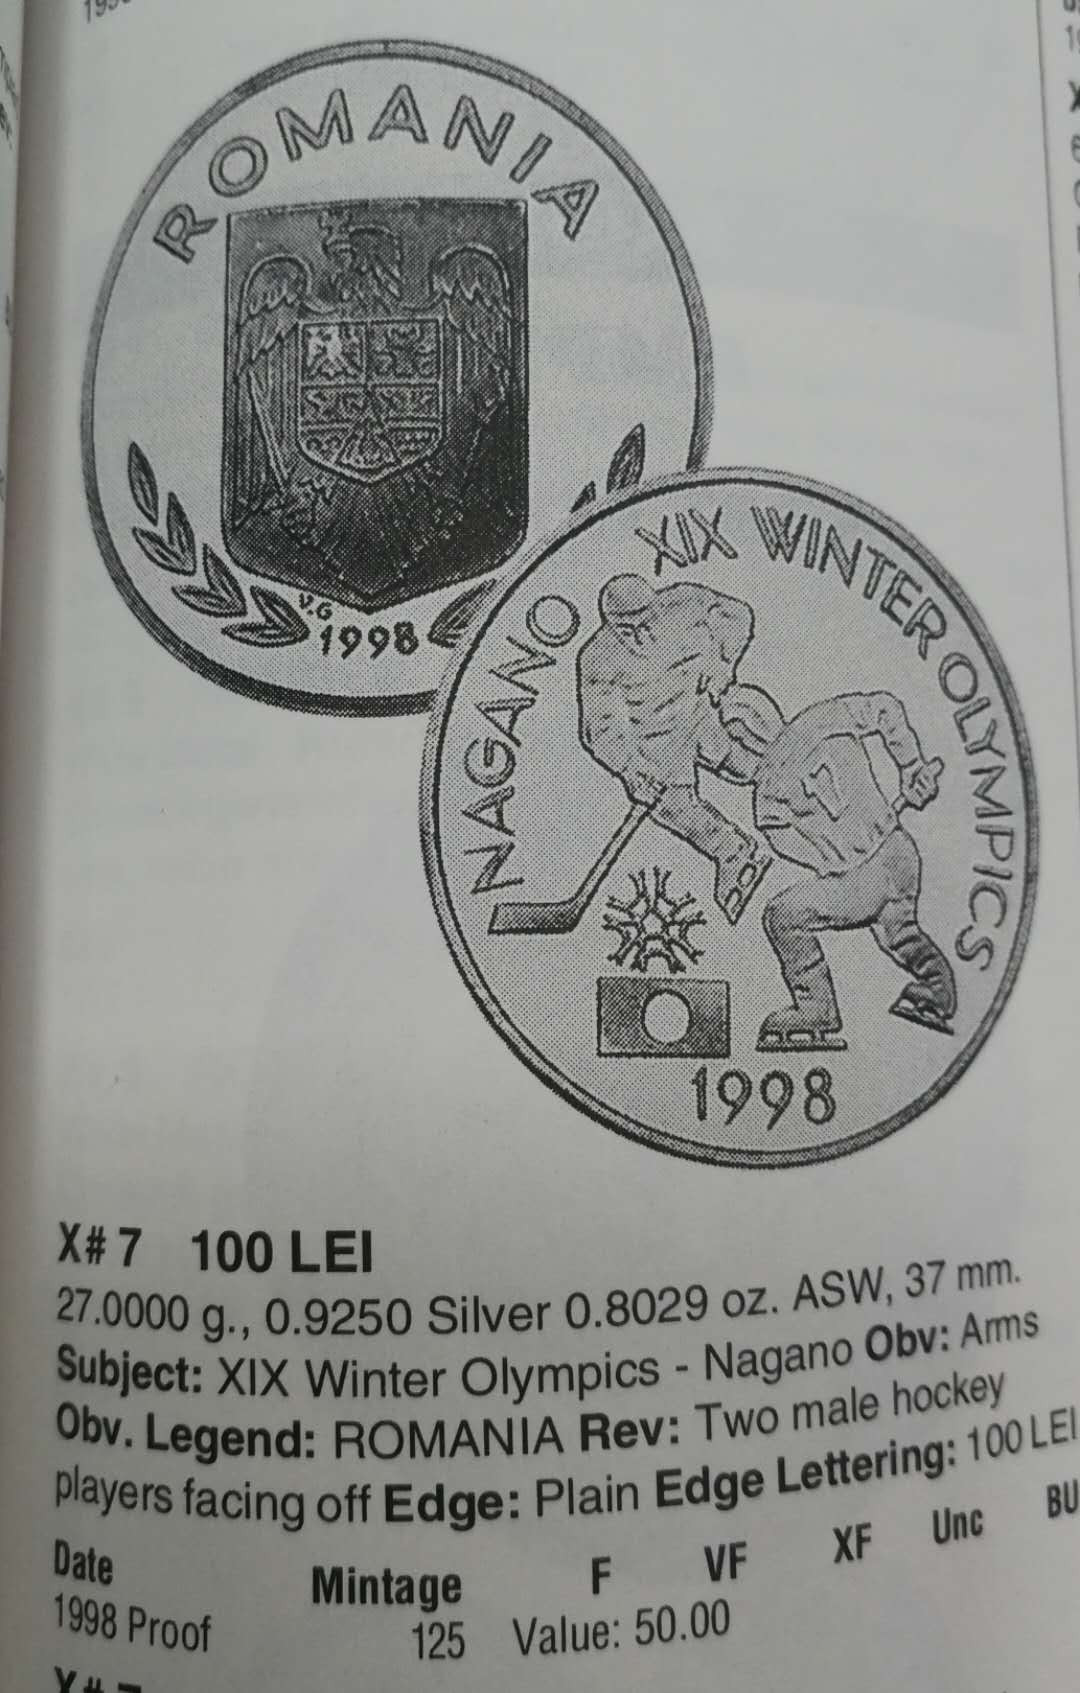 ROMANIA
V.G
1998
NAGANO XIX WINTER OLYMPICS
7
1998
X# 7 100 LEI
27.0000 g., 0.9250 Silver 0.8029 oz. ASW, 37 mm.
Subject: XIX Winter Olympics - Nagano Obv: Arms
Obv. Legend: ROMANIA Rev: Two male hockey
players facing off Edge: Plain Edge Lettering: 100 LEI
Date Mintage F VF XF Unc BU
1998 Proof 125 Value: 50.00